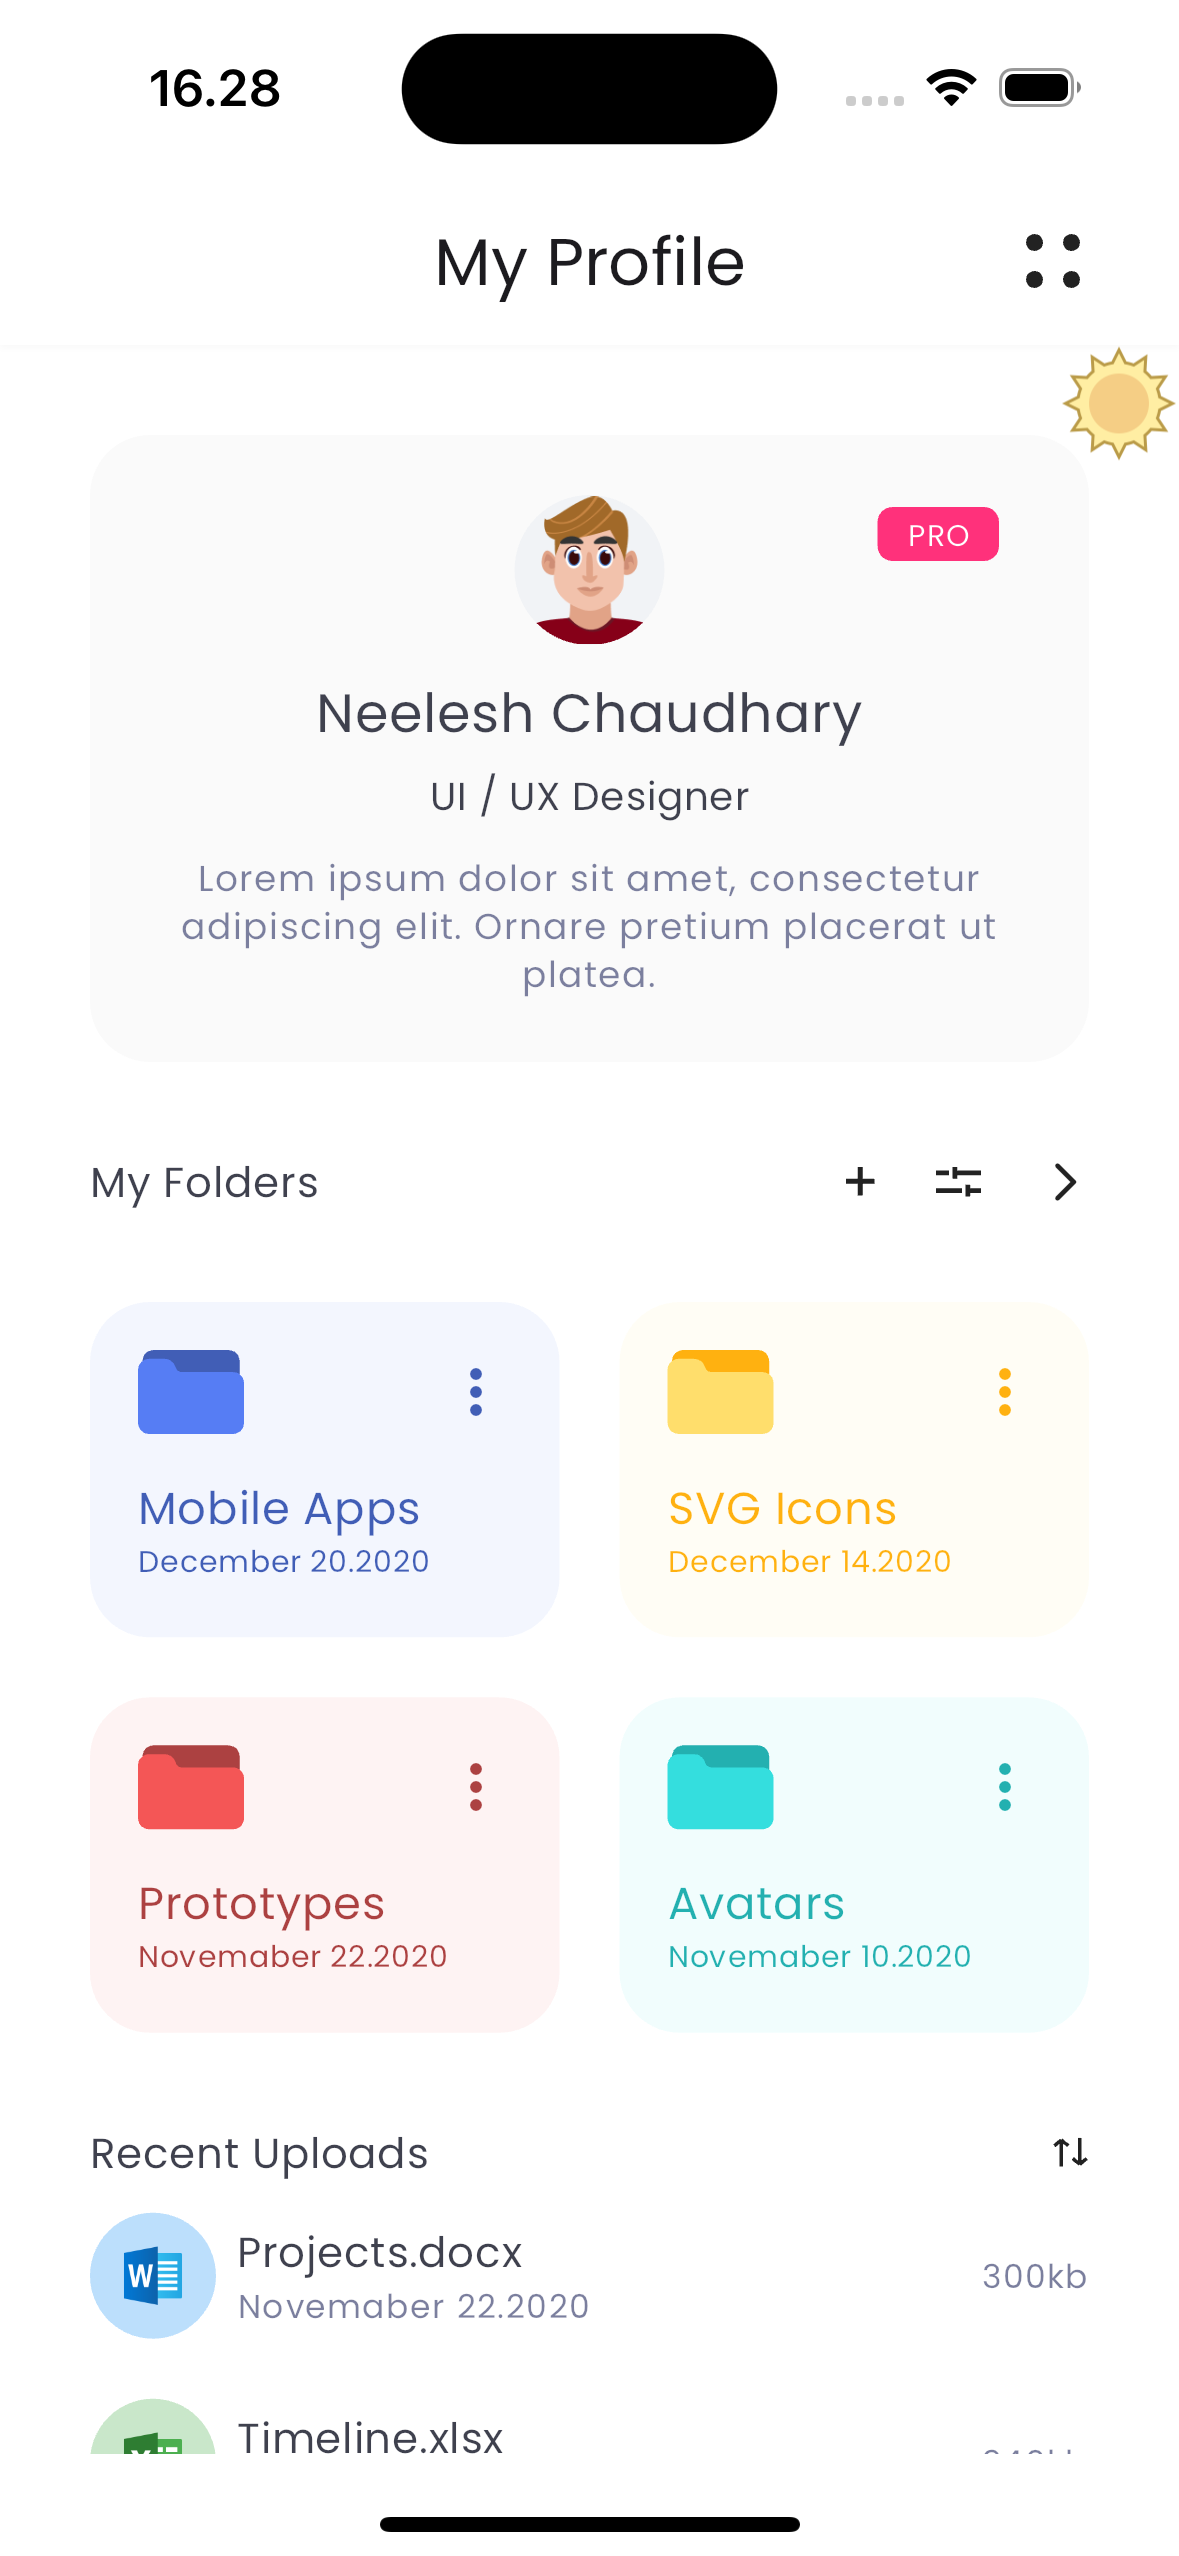 16.28
My Profile
PRO
Neelesh Chaudhary
UI / UX Designer
Lorem ipsum dolor sit amet, consectetur
adipiscing elit. Ornare pretium placerat ut
platea.
My Folders
Mobile Apps
December 20.2020
SVG Icons
December 14.2020
Prototypes
Novemaber 22.2020
Avatars
Novemaber 10.2020
Recent Uploads
W
Projects.docx
Novemaber 22.2020
300kb
Timeline.xlsx